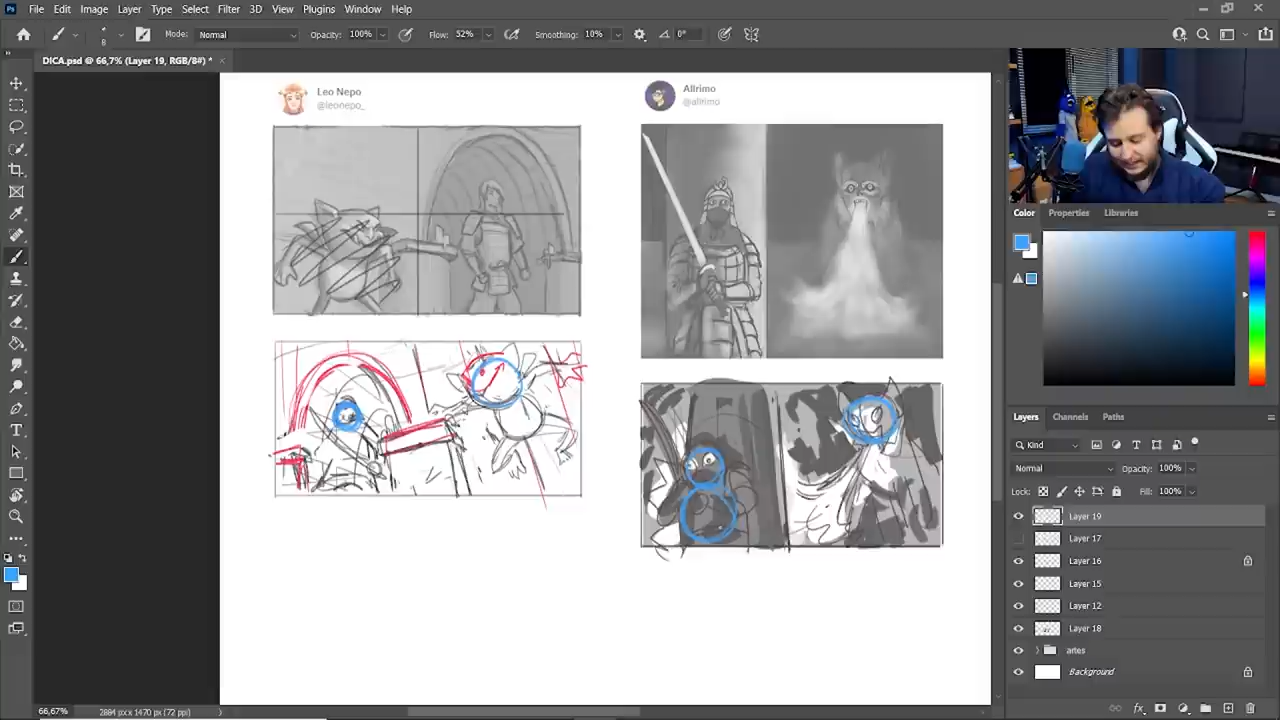 File Edit Image Layer Type Select Filter 3D View Plugins Window Help
8 Mode: Normal Opacity: 100% Flow: 52% Smoothing: 10% 0°
DICA.psd @ 66,7% (Layer 19, RGB/8#) *
Leo Nepo
@leonepo_
Allrimo
@allrimo
Color Properties Libraries
Layers Channels Paths
Kind
Normal Opacity: 100%
Lock: Fill: 100%
Layer 19
Layer 17
Layer 16
Layer 15
Layer 12
Layer 18
artes
Background
66,67% 2884 px x 1470 px (72 ppi)